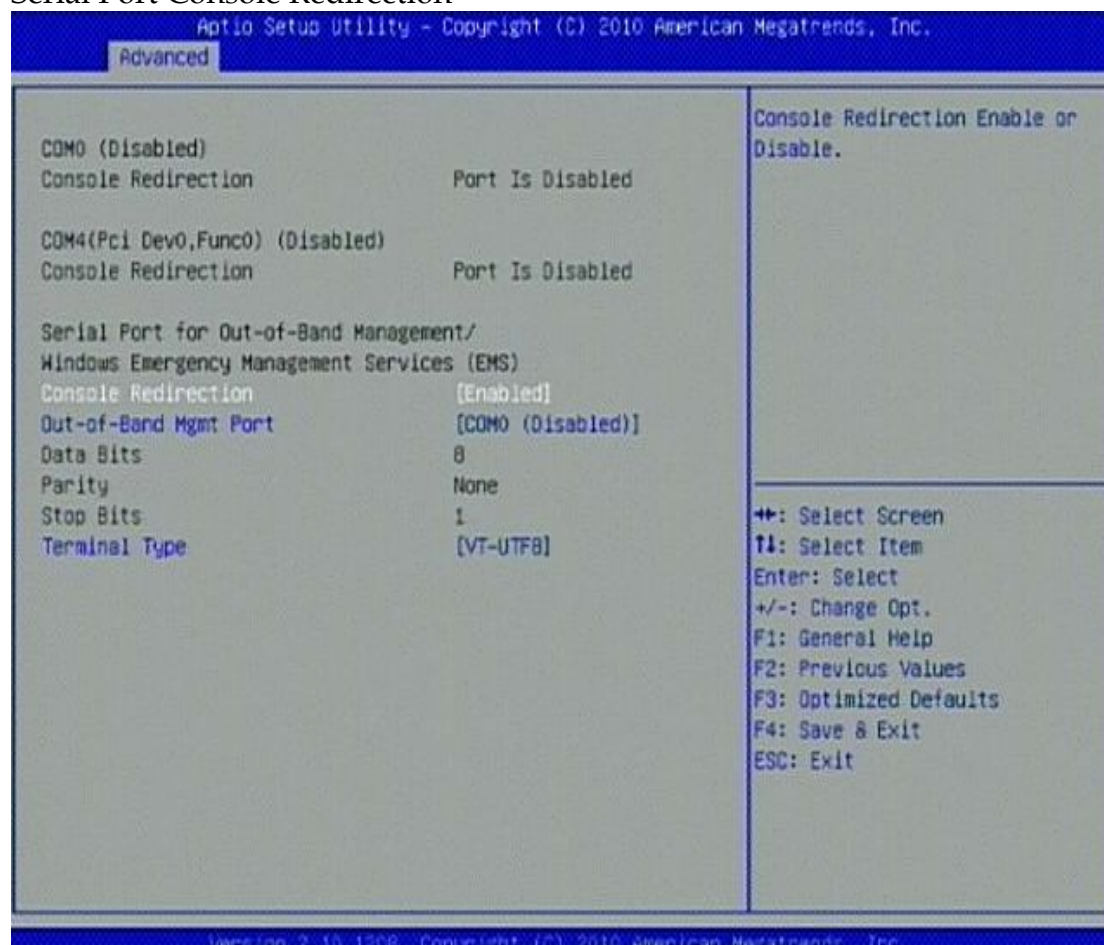 Serial Port Console Redirection
Aptio Setup Utility – Copyright (C) 2010 American Megatrends, Inc.
Advanced
COM0 (Disabled)
Console Redirection Port Is Disabled
COM4(Pci Dev0,Func0) (Disabled)
Console Redirection Port Is Disabled
Serial Port for Out-of-Band Management/
Windows Emergency Management Services (EMS)
Console Redirection [Enabled]
Out-of-Band Mgmt Port [COM0 (Disabled)]
Data Bits 8
Parity None
Stop Bits 1
Terminal Type [VT-UTF8]
Console Redirection Enable or
Disable.
→←: Select Screen
↑↓: Select Item
Enter: Select
+/-: Change Opt.
F1: General Help
F2: Previous Values
F3: Optimized Defaults
F4: Save & Exit
ESC: Exit
Version 2.10.1208. Copyright (C) 2010 American Megatrends, Inc.